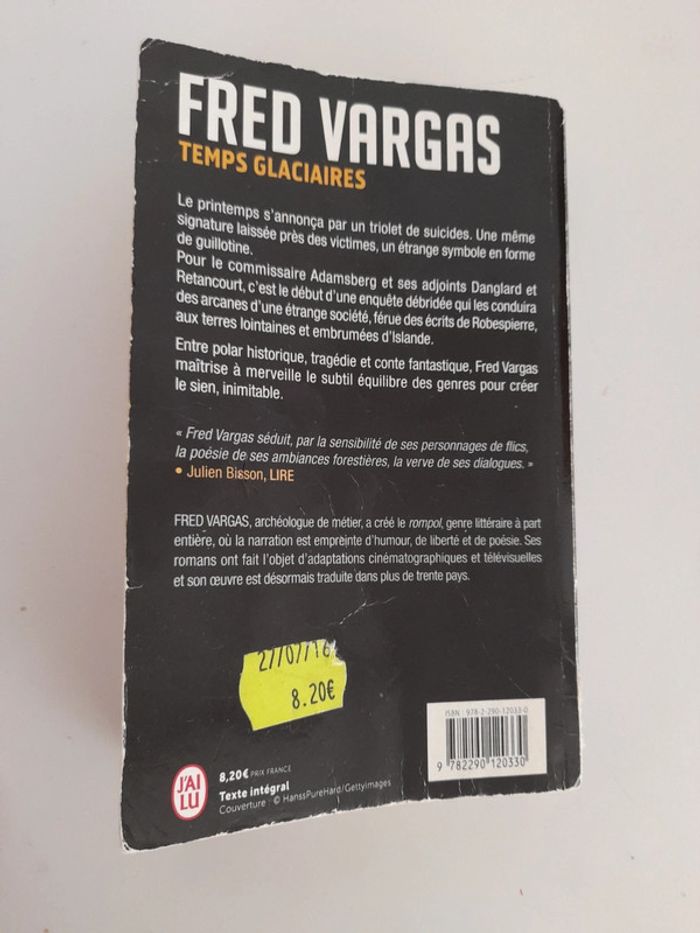 FRED VARGAS
TEMPS GLACIAIRES
Le printemps s'annonça par un triolet de suicides. Une même
signature laissée près des victimes, un étrange symbole en forme
de guillotine.
Pour le commissaire Adamsberg et ses adjoints Danglard et
Retancourt, c'est le début d'une enquête débridée qui les conduira
des arcanes d'une étrange société, férue des écrits de Robespierre,
aux terres lointaines et embrumées d'Islande.
Entre polar historique, tragédie et conte fantastique, Fred Vargas
maîtrise à merveille le subtil équilibre des genres pour créer
le sien, inimitable.
« Fred Vargas séduit, par la sensibilité de ses personnages de flics,
la poésie de ses ambiances forestières, la verve de ses dialogues. »
• Julien Bisson, LIRE
FRED VARGAS, archéologue de métier, a créé le rompol, genre littéraire à part
entière, où la narration est empreinte d'humour, de liberté et de poésie. Ses
romans ont fait l'objet d'adaptations cinématographiques et télévisuelles
et son œuvre est désormais traduite dans plus de trente pays.
27/07/16
8.20€
ISBN : 978-2-290-12033-0
9 782290 120330
J'AI
LU
8,20€ PRIX FRANCE
Texte intégral
Couverture : © HanssPureHard/Gettyimages